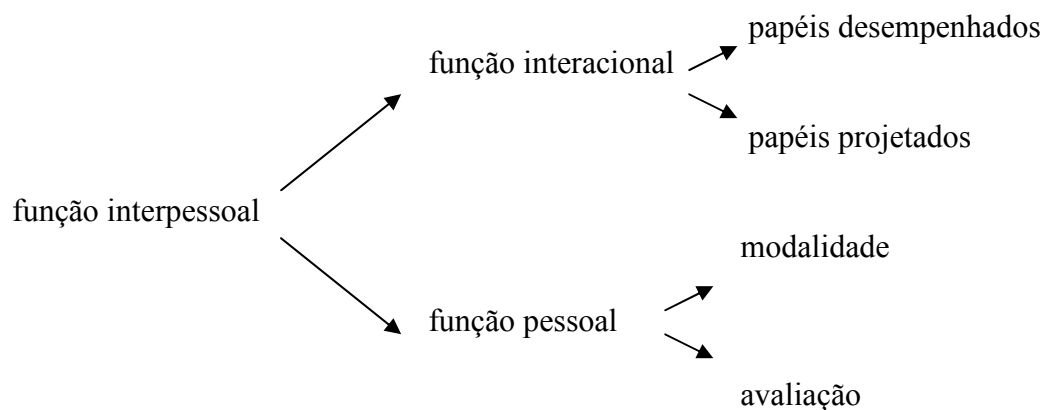 papéis desempenhados
função interacional
papéis projetados
função interpessoal
modalidade
função pessoal
avaliação